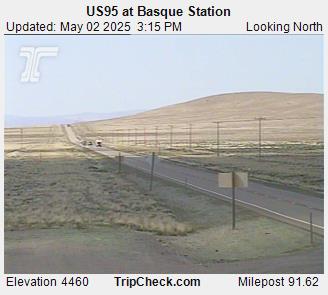 US95 at Basque Station
Updated: May 02 2025 3:15 PM Looking North
Elevation 4460 TripCheck.com Milepost 91.62